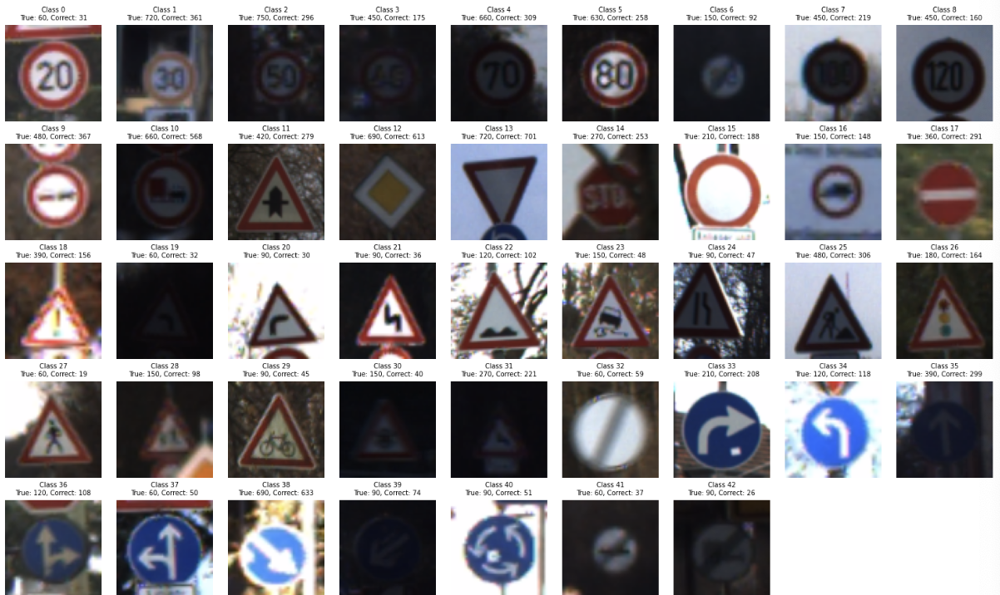 Class 0
True: 60, Correct: 31
Class 1
True: 720, Correct: 361
Class 2
True: 750, Correct: 296
Class 3
True: 450, Correct: 175
Class 4
True: 660, Correct: 309
Class 5
True: 630, Correct: 258
Class 6
True: 150, Correct: 92
Class 7
True: 450, Correct: 219
Class 8
True: 450, Correct: 160
20
30
50
60
70
80
100
120
Class 9
True: 480, Correct: 367
Class 10
True: 660, Correct: 568
Class 11
True: 420, Correct: 279
Class 12
True: 690, Correct: 613
Class 13
True: 720, Correct: 701
Class 14
True: 270, Correct: 253
Class 15
True: 210, Correct: 188
Class 16
True: 150, Correct: 148
Class 17
True: 360, Correct: 291
Class 18
True: 390, Correct: 156
Class 19
True: 60, Correct: 32
Class 20
True: 90, Correct: 30
Class 21
True: 90, Correct: 36
Class 22
True: 120, Correct: 102
Class 23
True: 150, Correct: 48
Class 24
True: 90, Correct: 47
Class 25
True: 480, Correct: 306
Class 26
True: 180, Correct: 164
Class 27
True: 60, Correct: 19
Class 28
True: 150, Correct: 98
Class 29
True: 90, Correct: 45
Class 30
True: 150, Correct: 40
Class 31
True: 270, Correct: 221
Class 32
True: 60, Correct: 59
Class 33
True: 210, Correct: 208
Class 34
True: 120, Correct: 118
Class 35
True: 390, Correct: 299
Class 36
True: 120, Correct: 108
Class 37
True: 60, Correct: 50
Class 38
True: 690, Correct: 633
Class 39
True: 90, Correct: 74
Class 40
True: 90, Correct: 51
Class 41
True: 60, Correct: 37
Class 42
True: 90, Correct: 26